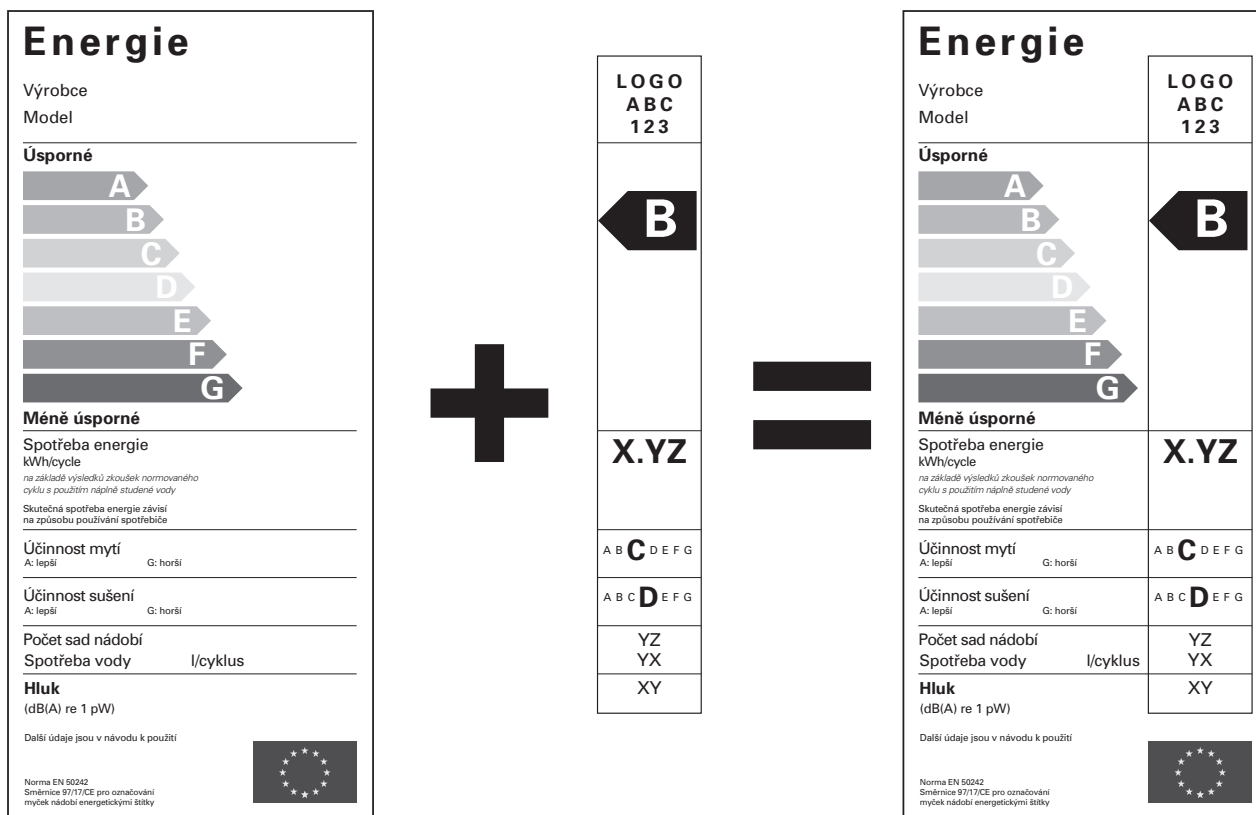 Energie
Výrobce
Model
Úsporné
A
B
C
D
E
F
G
Méně úsporné
Spotřeba energie
kWh/cycle
na základě výsledků zkoušek normovaného
cyklu s použitím náplně studené vody
Skutečná spotřeba energie závisí
na způsobu používání spotřebiče
Účinnost mytí
A: lepší G: horší
Účinnost sušení
A: lepší G: horší
Počet sad nádobí
Spotřeba vody l/cyklus
Hluk
(dB(A) re 1 pW)
Další údaje jsou v návodu k použití
Norma EN 50242
Směrnice 97/17/CE pro označování
myček nádobí energetickými štítky
+
LOGO
ABC
123
B
X.YZ
A B C D E F G
A B C D E F G
YZ
YX
XY
=
Energie
Výrobce
Model
LOGO
ABC
123
Úsporné
A
B
C
D
E
F
G
B
Méně úsporné
Spotřeba energie
kWh/cycle
na základě výsledků zkoušek normovaného
cyklu s použitím náplně studené vody
Skutečná spotřeba energie závisí
na způsobu používání spotřebiče
X.YZ
Účinnost mytí
A: lepší G: horší
A B C D E F G
Účinnost sušení
A: lepší G: horší
A B C D E F G
Počet sad nádobí YZ
Spotřeba vody l/cyklus YX
Hluk XY
(dB(A) re 1 pW)
Další údaje jsou v návodu k použití
Norma EN 50242
Směrnice 97/17/CE pro označování
myček nádobí energetickými štítky